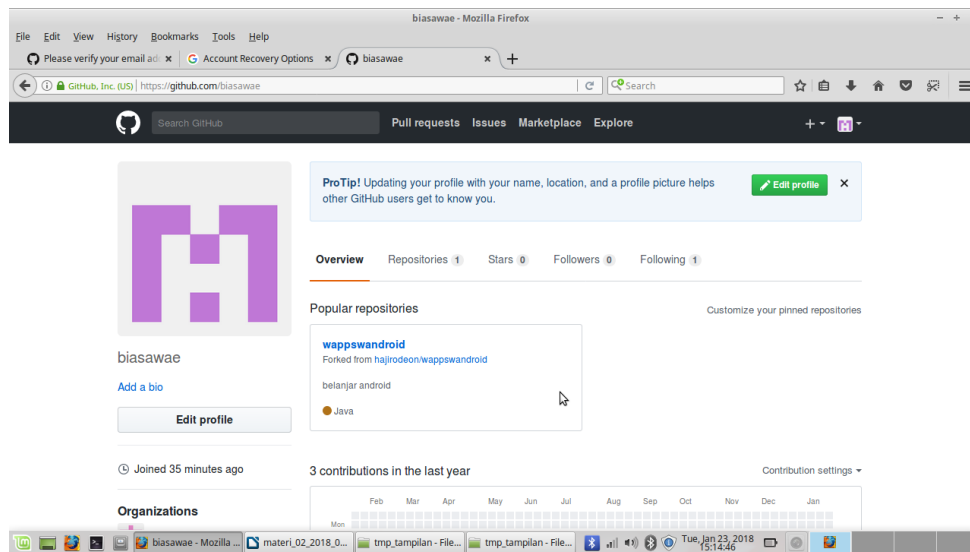 biasawae - Mozilla Firefox
File Edit View History Bookmarks Tools Help
Please verify your email ad
Account Recovery Options
biasawae
GitHub, Inc. (US) https://github.com/biasawae
Search
Search GitHub
Pull requests Issues Marketplace Explore
ProTip! Updating your profile with your name, location, and a profile picture helps
other GitHub users get to know you.
Edit profile
Overview Repositories 1 Stars 0 Followers 0 Following 1
Popular repositories
Customize your pinned repositories
wappswandroid
Forked from hajirodeon/wappswandroid
belanjar android
Java
biasawae
Add a bio
Edit profile
Joined 35 minutes ago
Organizations
3 contributions in the last year
Contribution settings
Feb Mar Apr May Jun Jul Aug Sep Oct Nov Dec Jan
Mon
biasawae - Mozilla ...
materi_02_2018_0...
tmp_tampilan - File...
tmp_tampilan - File...
Tue, Jan 23, 2018
15:14:46